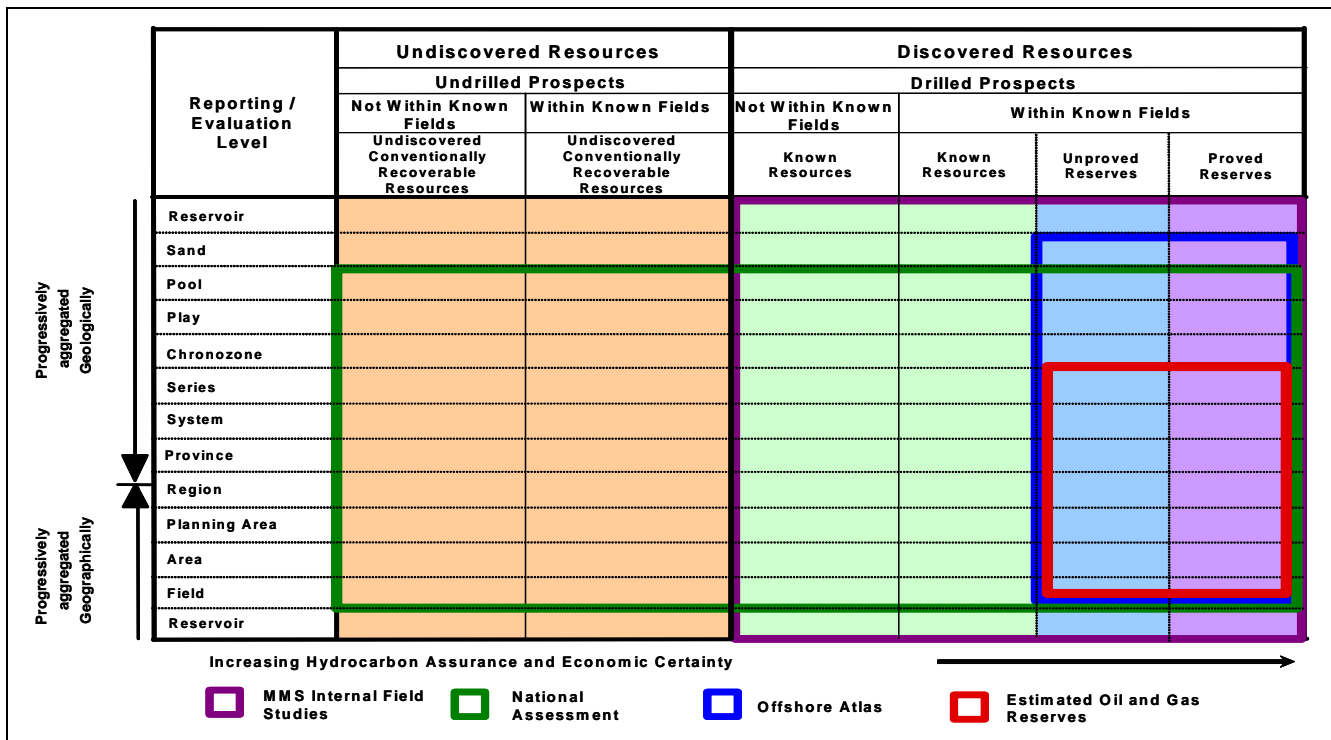 Undiscovered Resources
Discovered Resources
Undrilled Prospects
Drilled Prospects
Reporting /
Evaluation
Level
Not Within Known
Fields
Within Known Fields
Not Within Known
Fields
Within Known Fields
Undiscovered
Conventionally
Recoverable
Resources
Undiscovered
Conventionally
Recoverable
Resources
Known
Resources
Known
Resources
Unproved
Reserves
Proved
Reserves
Progressively
aggregated
Geologically
Reservoir
Sand
Pool
Play
Chronozone
Series
System
Province
Region
Progressively
aggregated
Geographically
Planning Area
Area
Field
Reservoir
Increasing Hydrocarbon Assurance and Economic Certainty
MMS Internal Field
Studies
National
Assessment
Offshore Atlas
Estimated Oil and Gas
Reserves